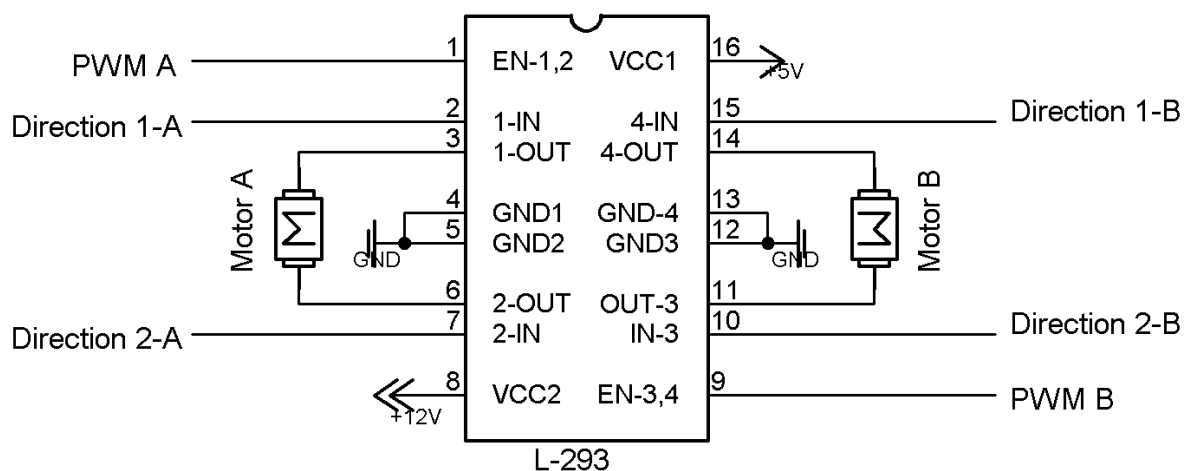 PWM A
Direction 1-A
Motor A
GND
Direction 2-A
+12V
1
2
3
4
5
6
7
8
EN-1,2
1-IN
1-OUT
GND1
GND2
2-OUT
2-IN
VCC2
VCC1
4-IN
4-OUT
GND-4
GND3
OUT-3
IN-3
EN-3,4
16
15
14
13
12
11
10
9
+5V
Direction 1-B
GND
Motor B
Direction 2-B
PWM B
L-293